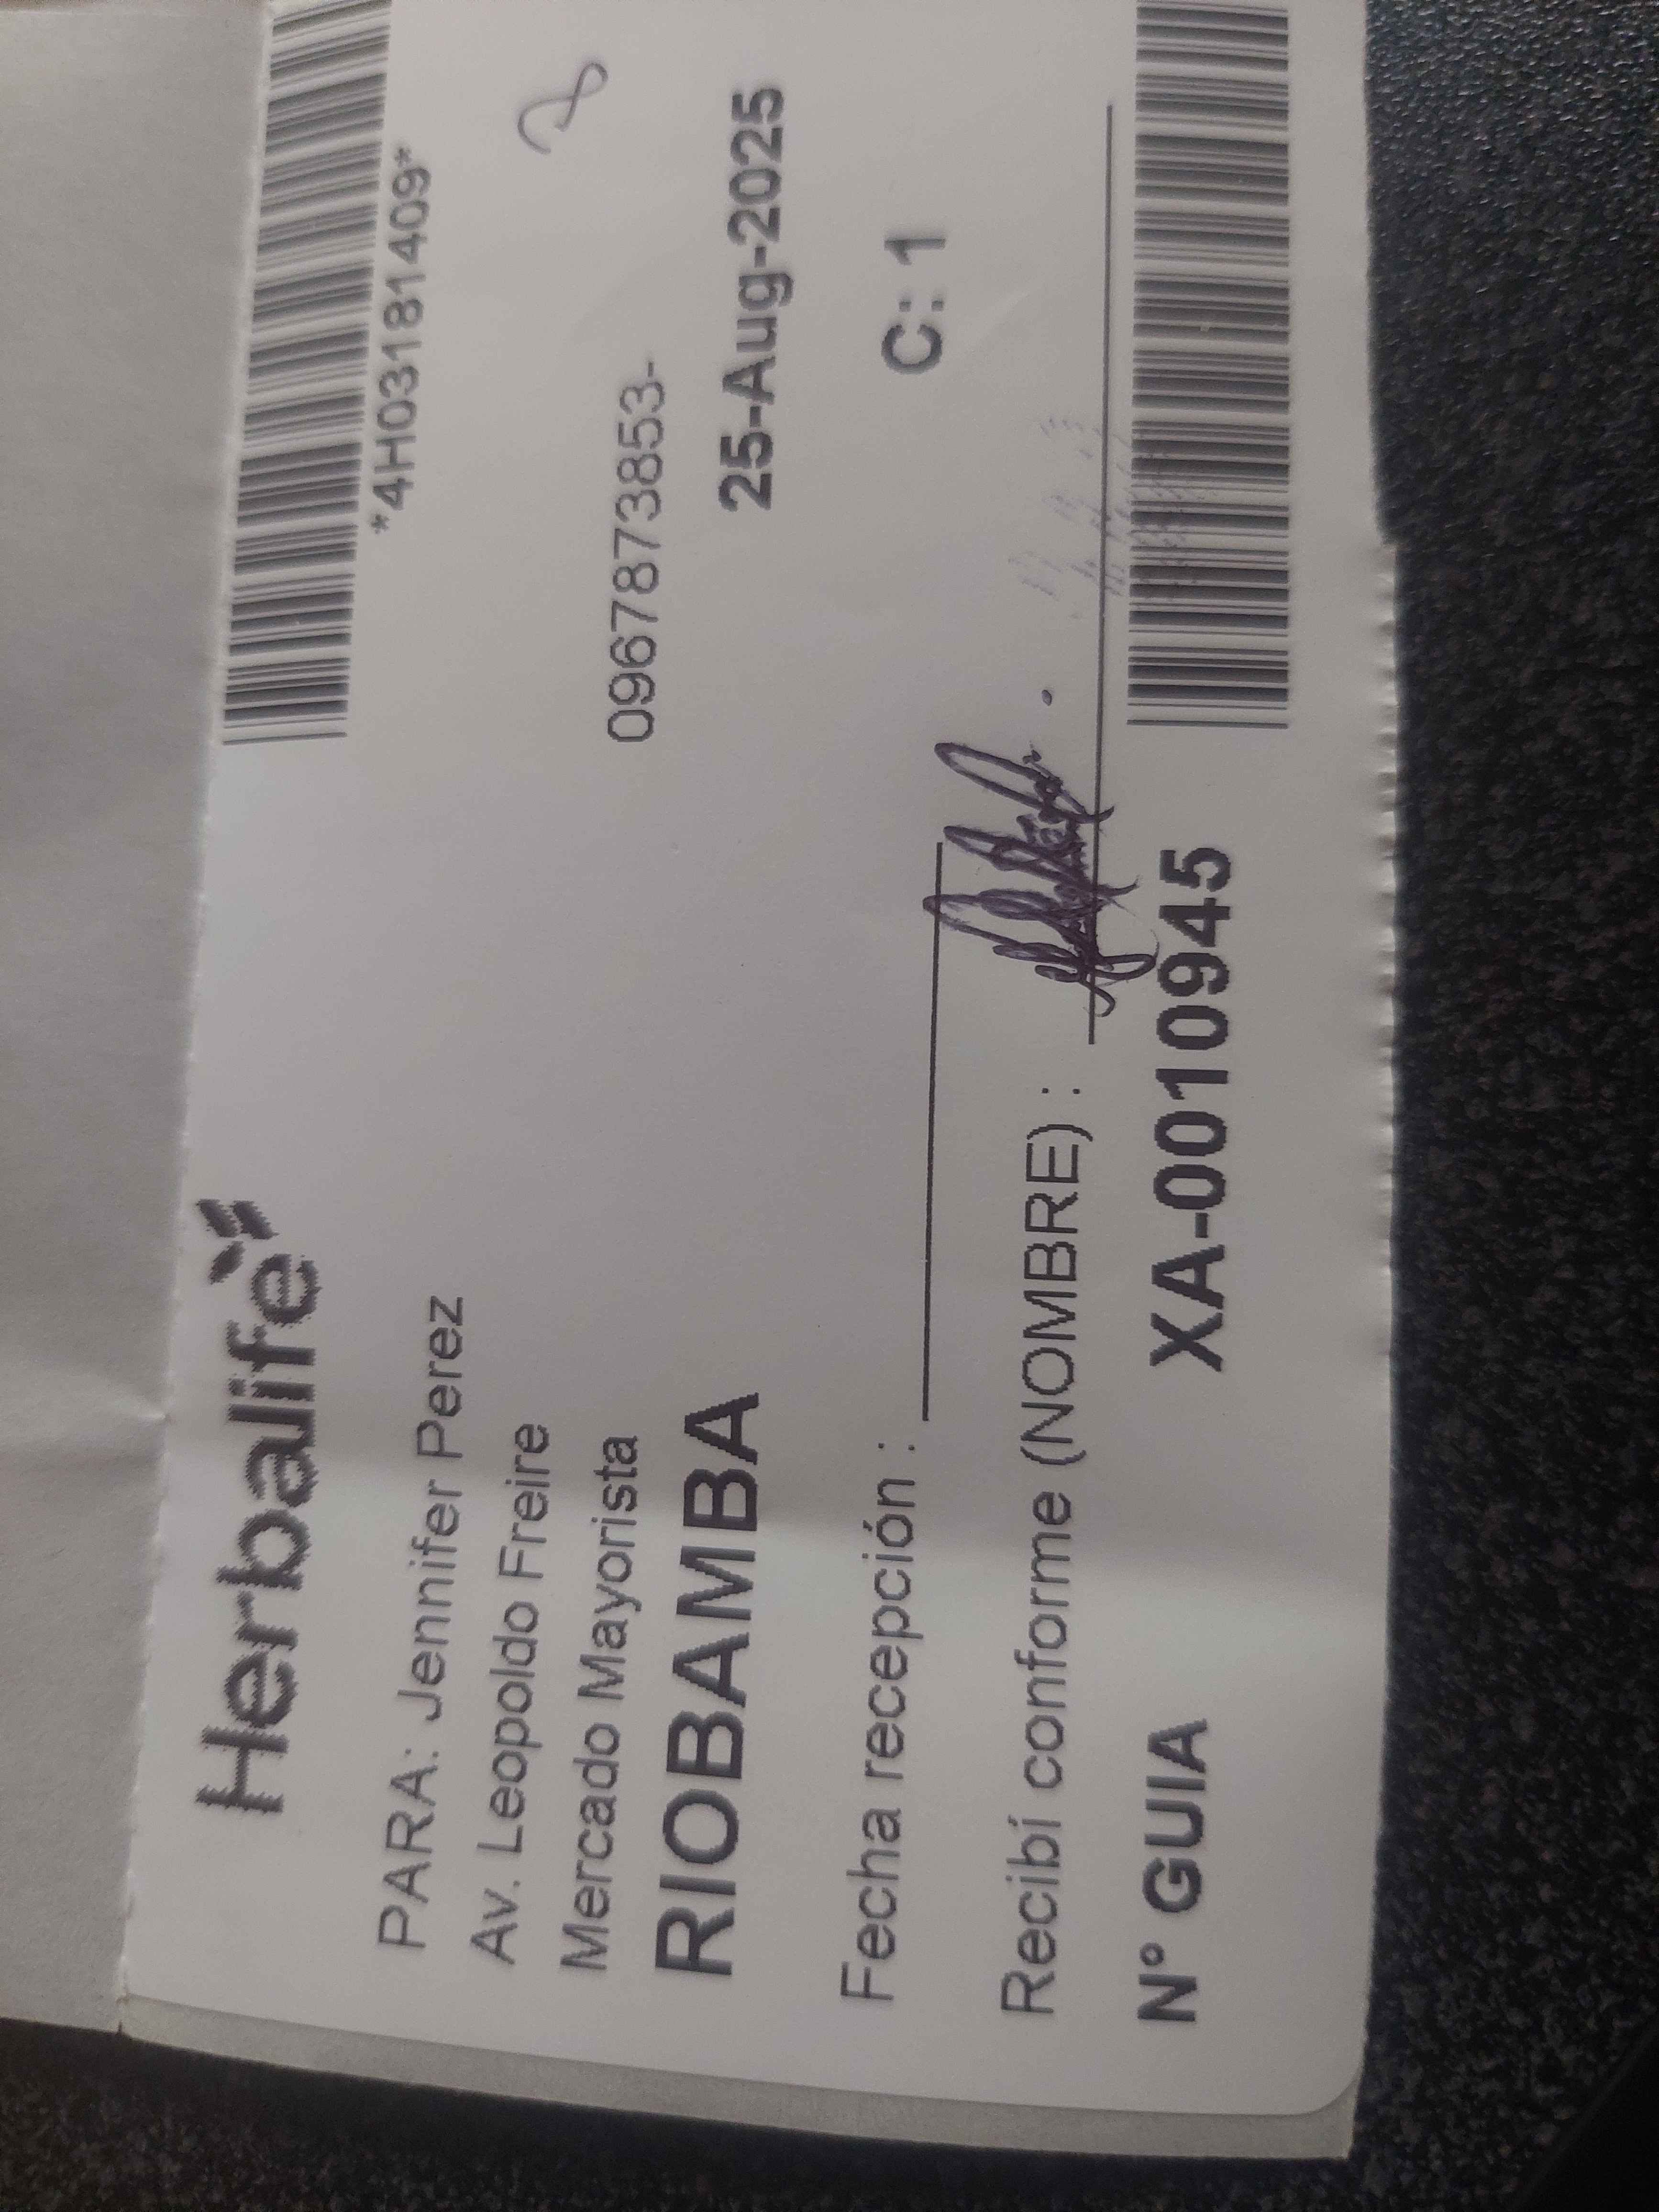 Herbalife
*4H03181409*
PARA: Jennifer Perez
Av. Leopoldo Freire
Mercado Mayorista
0967873853-
RIOBAMBA
25-Aug-2025
Fecha recepción :
C: 1
Recibí conforme (NOMBRE) :
N° GUIA XA-0010945